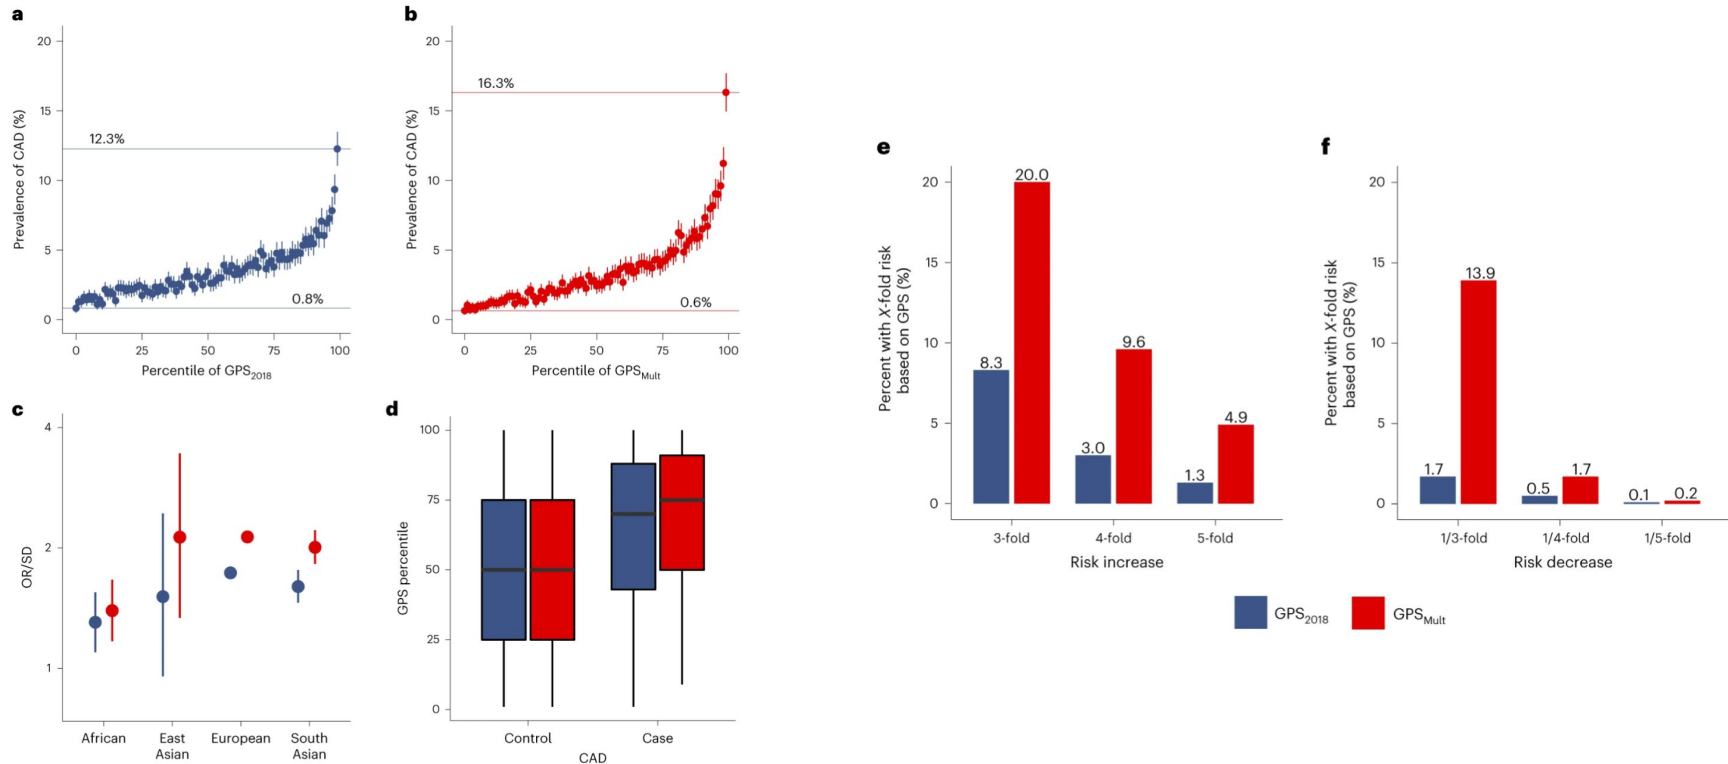 a
20
15
10
5
0
Prevalence of CAD (%)
12.3%
0.8%
0
25
50
75
100
Percentile of GPS2018
b
20
15
10
5
0
Prevalence of CAD (%)
16.3%
0.6%
0
25
50
75
100
Percentile of GPSMult
c
4
2
1
OR/SD
African
East
Asian
European
South
Asian
d
100
75
50
25
0
GPS percentile
Control
Case
CAD
e
20
15
10
5
0
Percent with X-fold risk
based on GPS (%)
8.3
20.0
3.0
9.6
1.3
4.9
3-fold
4-fold
5-fold
Risk increase
f
20
15
10
5
0
Percent with X-fold risk
based on GPS (%)
1.7
13.9
0.5
1.7
0.1
0.2
1/3-fold
1/4-fold
1/5-fold
Risk decrease
GPS2018
GPSMult